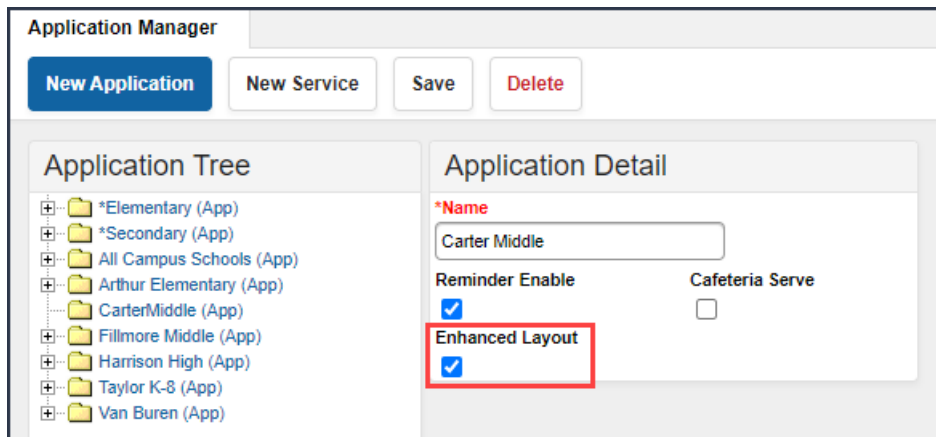 Application Manager
New Application
New Service
Save
Delete
Application Tree
*Elementary (App)
*Secondary (App)
All Campus Schools (App)
Arthur Elementary (App)
CarterMiddle (App)
Fillmore Middle (App)
Harrison High (App)
Taylor K-8 (App)
Van Buren (App)
Application Detail
*Name
Carter Middle
Reminder Enable
Cafeteria Serve
Enhanced Layout